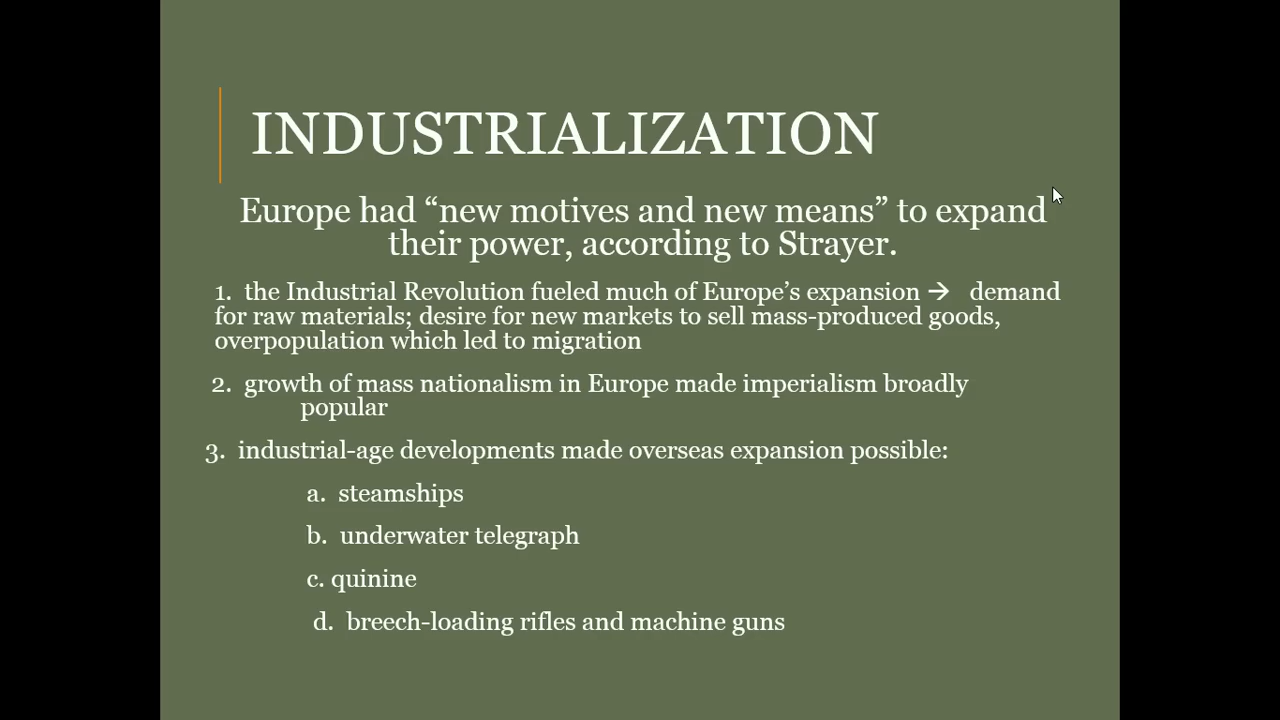 INDUSTRIALIZATION
Europe had “new motives and new means” to expand
their power, according to Strayer.
1. the Industrial Revolution fueled much of Europe’s expansion → demand
for raw materials; desire for new markets to sell mass-produced goods,
overpopulation which led to migration
2. growth of mass nationalism in Europe made imperialism broadly
popular
3. industrial-age developments made overseas expansion possible:
a. steamships
b. underwater telegraph
c. quinine
d. breech-loading rifles and machine guns